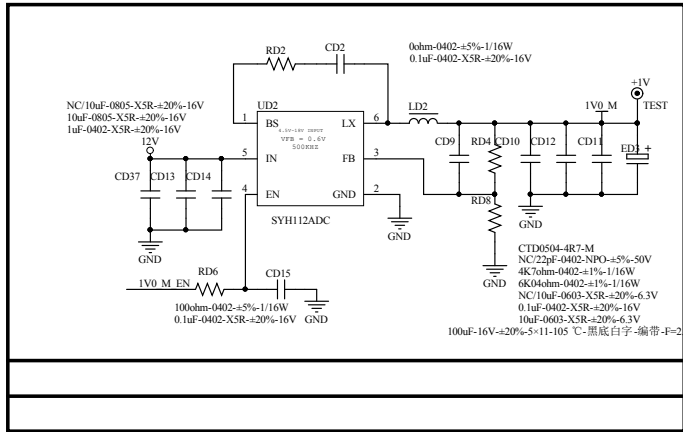 0ohm-0402-±5%-1/16W
0.1uF-0402-X5R-±20%-16V
RD2
CD2
+1V
TEST
NC/10uF-0805-X5R-±20%-16V
10uF-0805-X5R-±20%-16V
1uF-0402-X5R-±20%-16V
12V
UD2
LD2
1V0_M
1 BS
LX 6
4.5V-18V INPUT
VFB = 0.6V
500KHZ
5 IN
FB 3
4 EN
GND 2
SYH112ADC
CD37 CD13 CD14
CD9 RD4 CD10 CD12 CD11 ED3 +
RD8
GND
GND
GND
GND
1V0_M_EN
RD6
CD15
GND
100ohm-0402-±5%-1/16W
0.1uF-0402-X5R-±20%-16V
CTD0504-4R7-M
NC/22pF-0402-NPO-±5%-50V
4K7ohm-0402-±1%-1/16W
6K04ohm-0402-±1%-1/16W
NC/10uF-0603-X5R-±20%-6.3V
0.1uF-0402-X5R-±20%-16V
10uF-0603-X5R-±20%-6.3V
100uF-16V-±20%-5×11-105 ℃-黑底白字-编带-F=2.